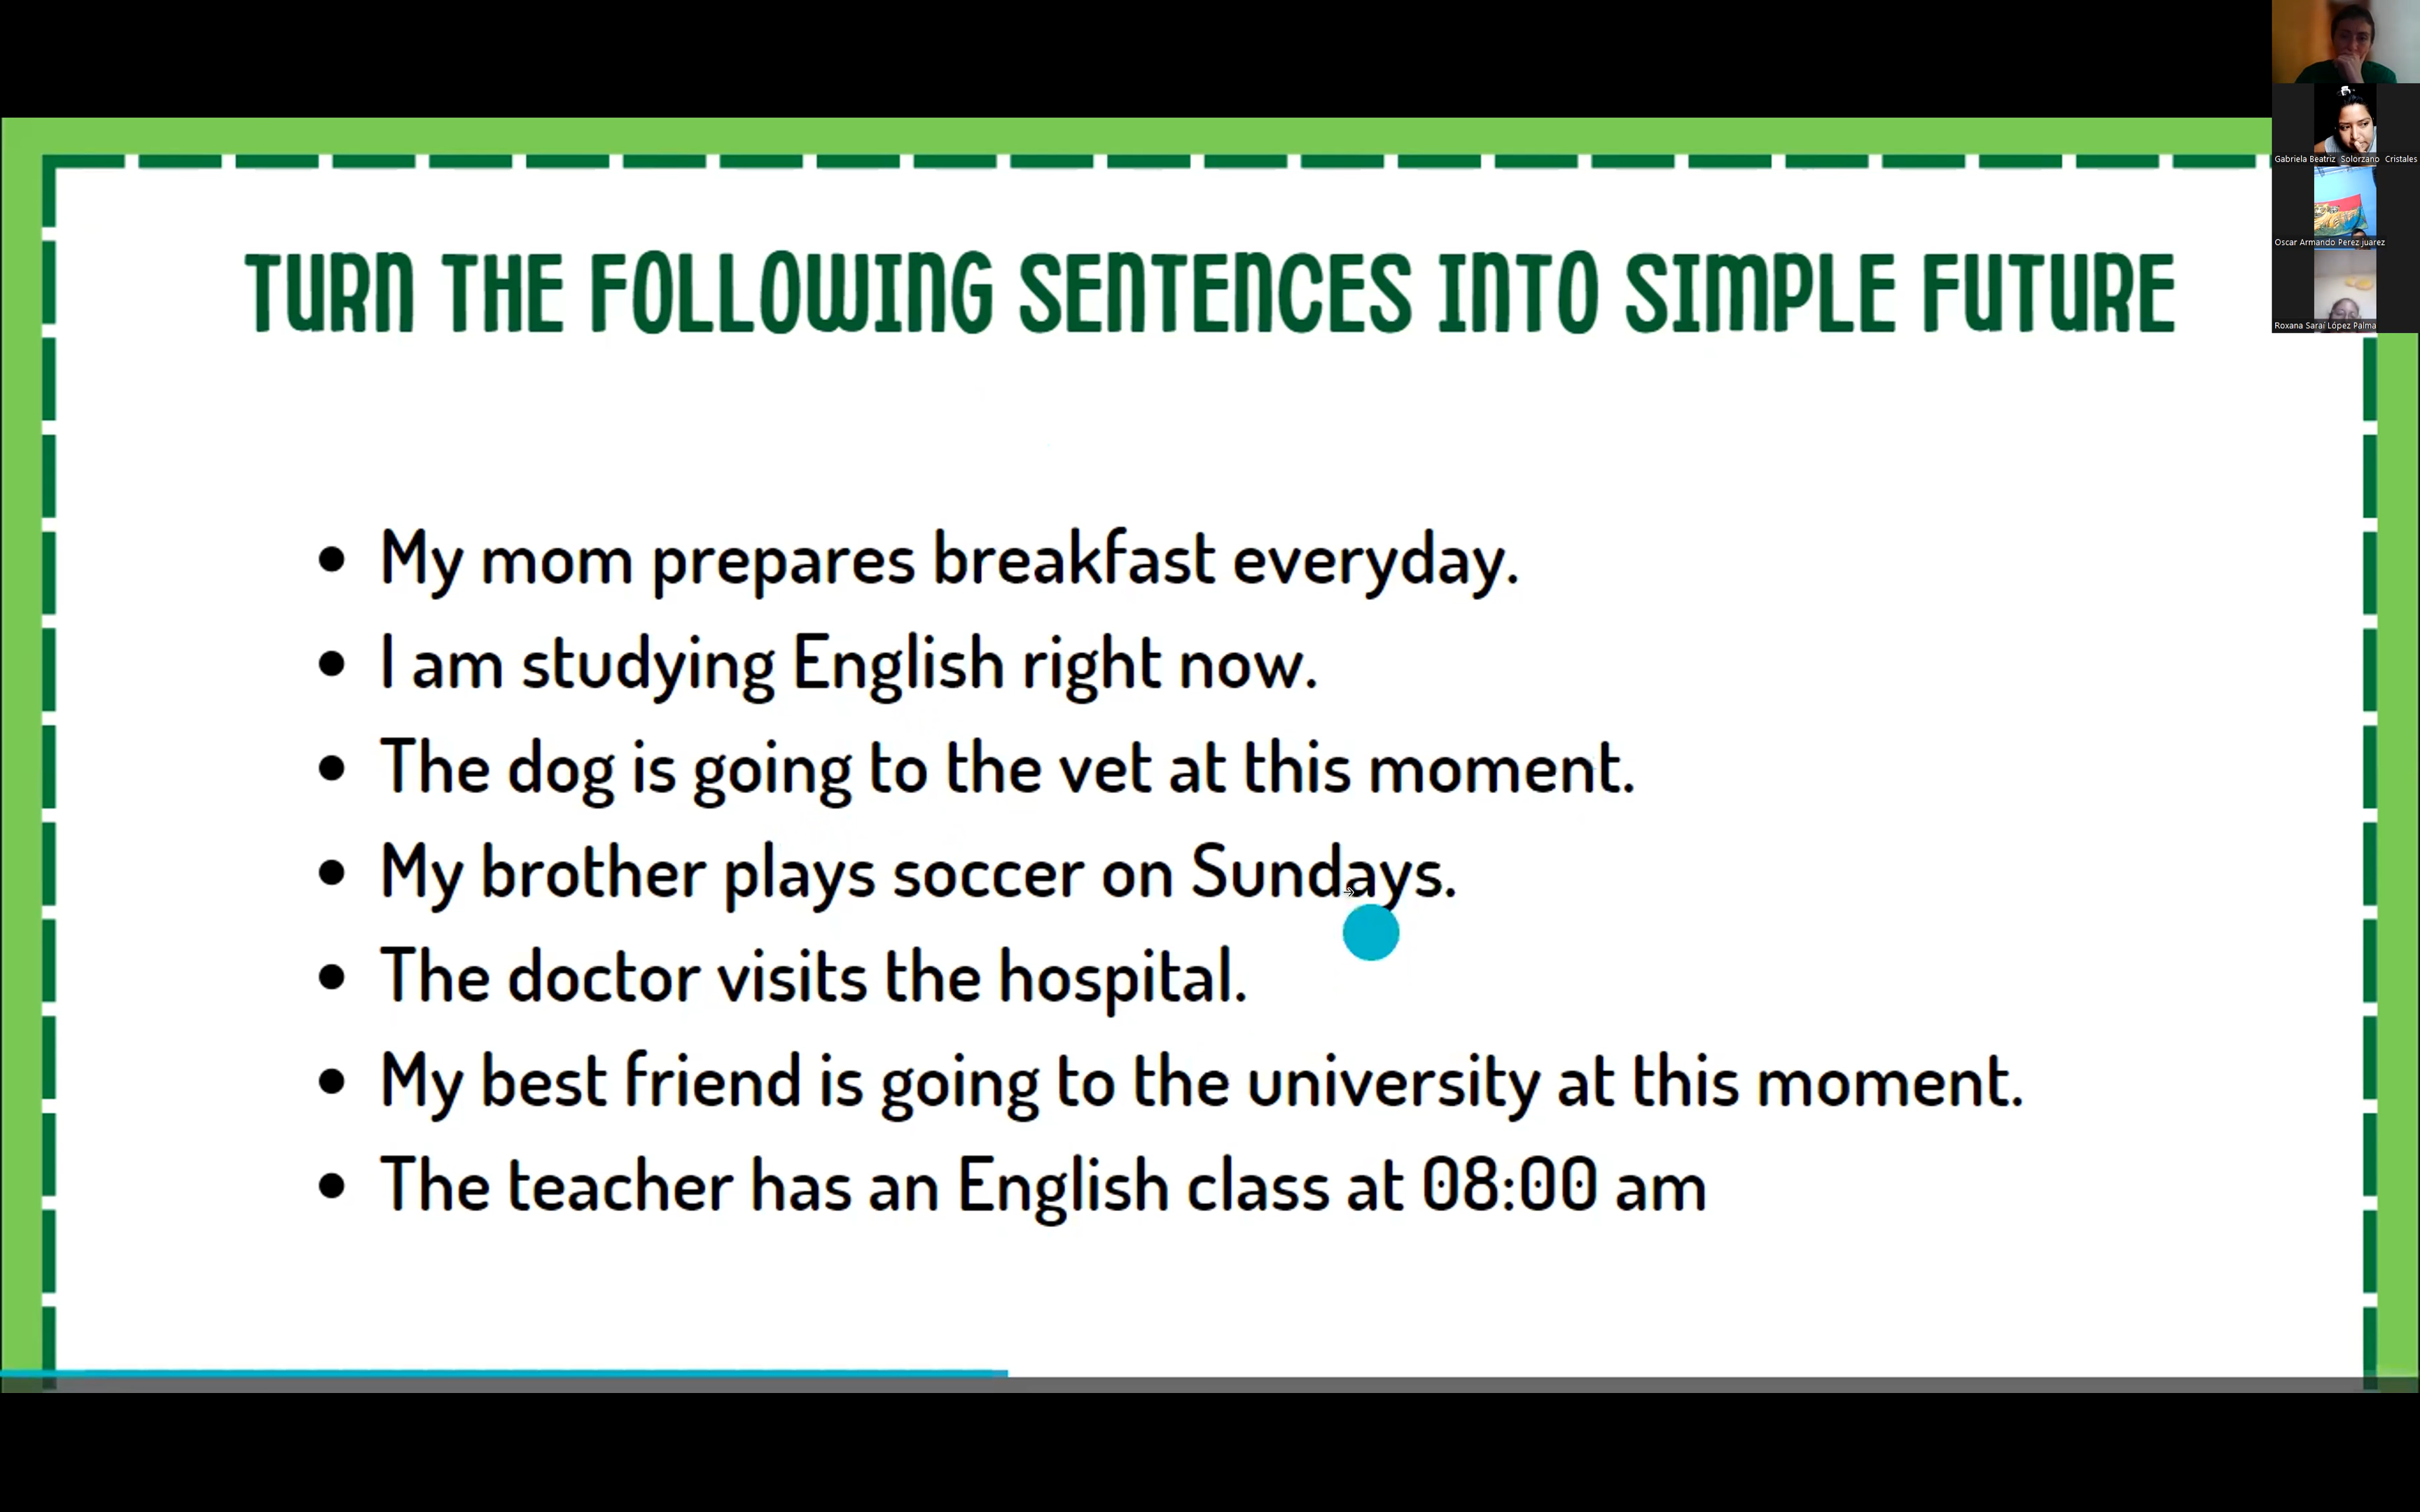 TURN THE FOLLOWING SENTENCES INTO SIMPLE FUTURE
• My mom prepares breakfast everyday.
• I am studying English right now.
• The dog is going to the vet at this moment.
• My brother plays soccer on Sundays.
• The doctor visits the hospital.
• My best friend is going to the university at this moment.
• The teacher has an English class at 08:00 am
Gabriela Beatriz Solorzano Cristales
Oscar Armando Perez juarez
Roxana Saraí López Palma